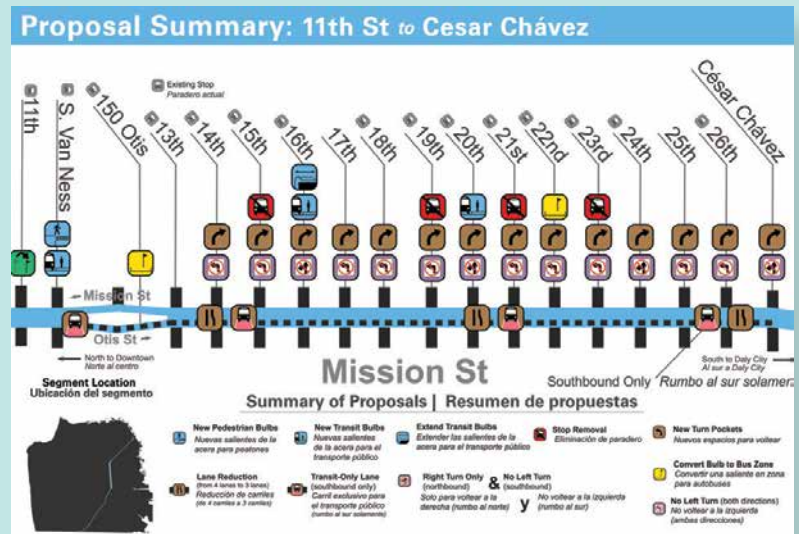 Proposal Summary: 11th St to Cesar Chávez
Existing Stop
Paradero actual
11th
S. Van Ness
150 Otis
13th
14th
15th
16th
17th
18th
19th
20th
21st
22nd
23rd
24th
25th
26th
César Chávez
Mission St
Otis St
North to Downtown
Norte al centro
South to Daly City
Al sur a Daly City
Mission St
Southbound Only / Rumbo al sur solamer
Segment Location
Ubicación del segmento
Summary of Proposals | Resumen de propuestas
New Pedestrian Bulbs
Nuevas salientes de la
acera para peatones
New Transit Bulbs
Nuevas salientes
de la acera para el
transporte público
Extend Transit Bulbs
Extender las salientes de la
acera para el transporte público
Stop Removal
Eliminación de paradero
New Turn Pockets
Nuevos espacios para voltear
Lane Reduction
(from 4 lanes to 3 lanes)
Reducción de carriles
(de 4 carriles a 3 carriles)
Transit-Only Lane
(southbound only)
Carril exclusivo para
el transporte público
(rumbo al sur solamente)
Right Turn Only
(northbound)
Solo para voltear a la
derecha (rumbo al norte)
&
y
No Left Turn
(southbound)
No voltear a la izquierda
(rumbo al sur)
Convert Bulb to Bus Zone
Convertir una saliente en zona
para autobuses
No Left Turn (both directions)
No voltear a la izquierda
(ambas direcciones)